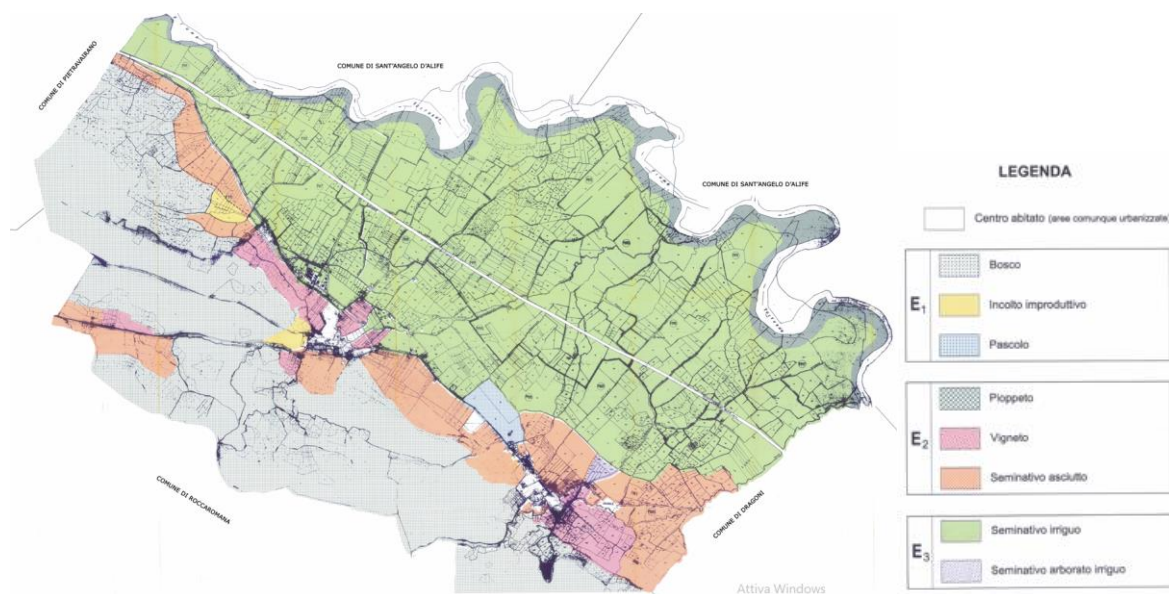 COMUNE DI PIETRAVAIRANO
COMUNE DI SANT'ANGELO D'ALIFE
COMUNE DI SANT'ANGELO D'ALIFE
COMUNE DI ROCCAROMANA
COMUNE DI DRAGONI
LEGENDA
Centro abitato (aree comunque urbenizzate)
E1
Bosco
Incolto improduttivo
Pascolo
E2
Pioppeto
Vigneto
Seminativo asciutto
E3
Seminativo irriguo
Seminativo arborato irriguo
Attiva Windows